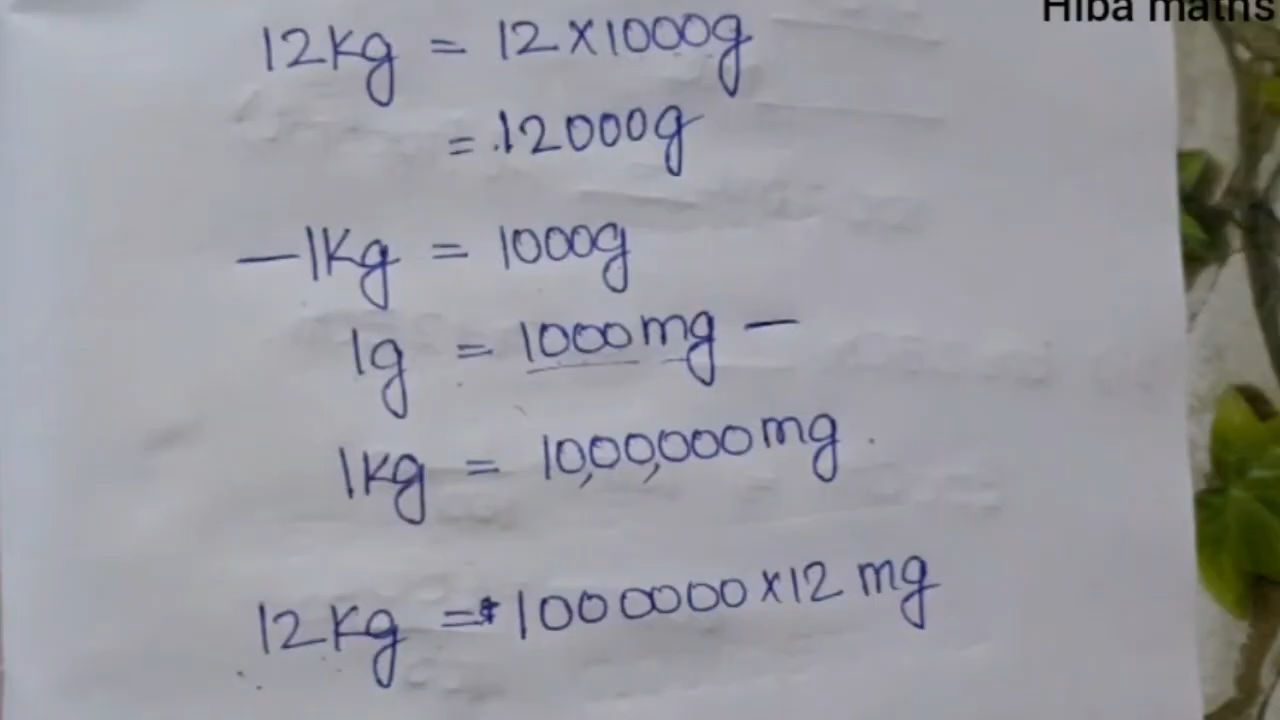 Hiba maths
12kg = 12×1000g
= 12000g
—1kg = 1000g
1g = 1000mg —
1kg = 10,00,000mg.
12kg = 1000000×12 mg